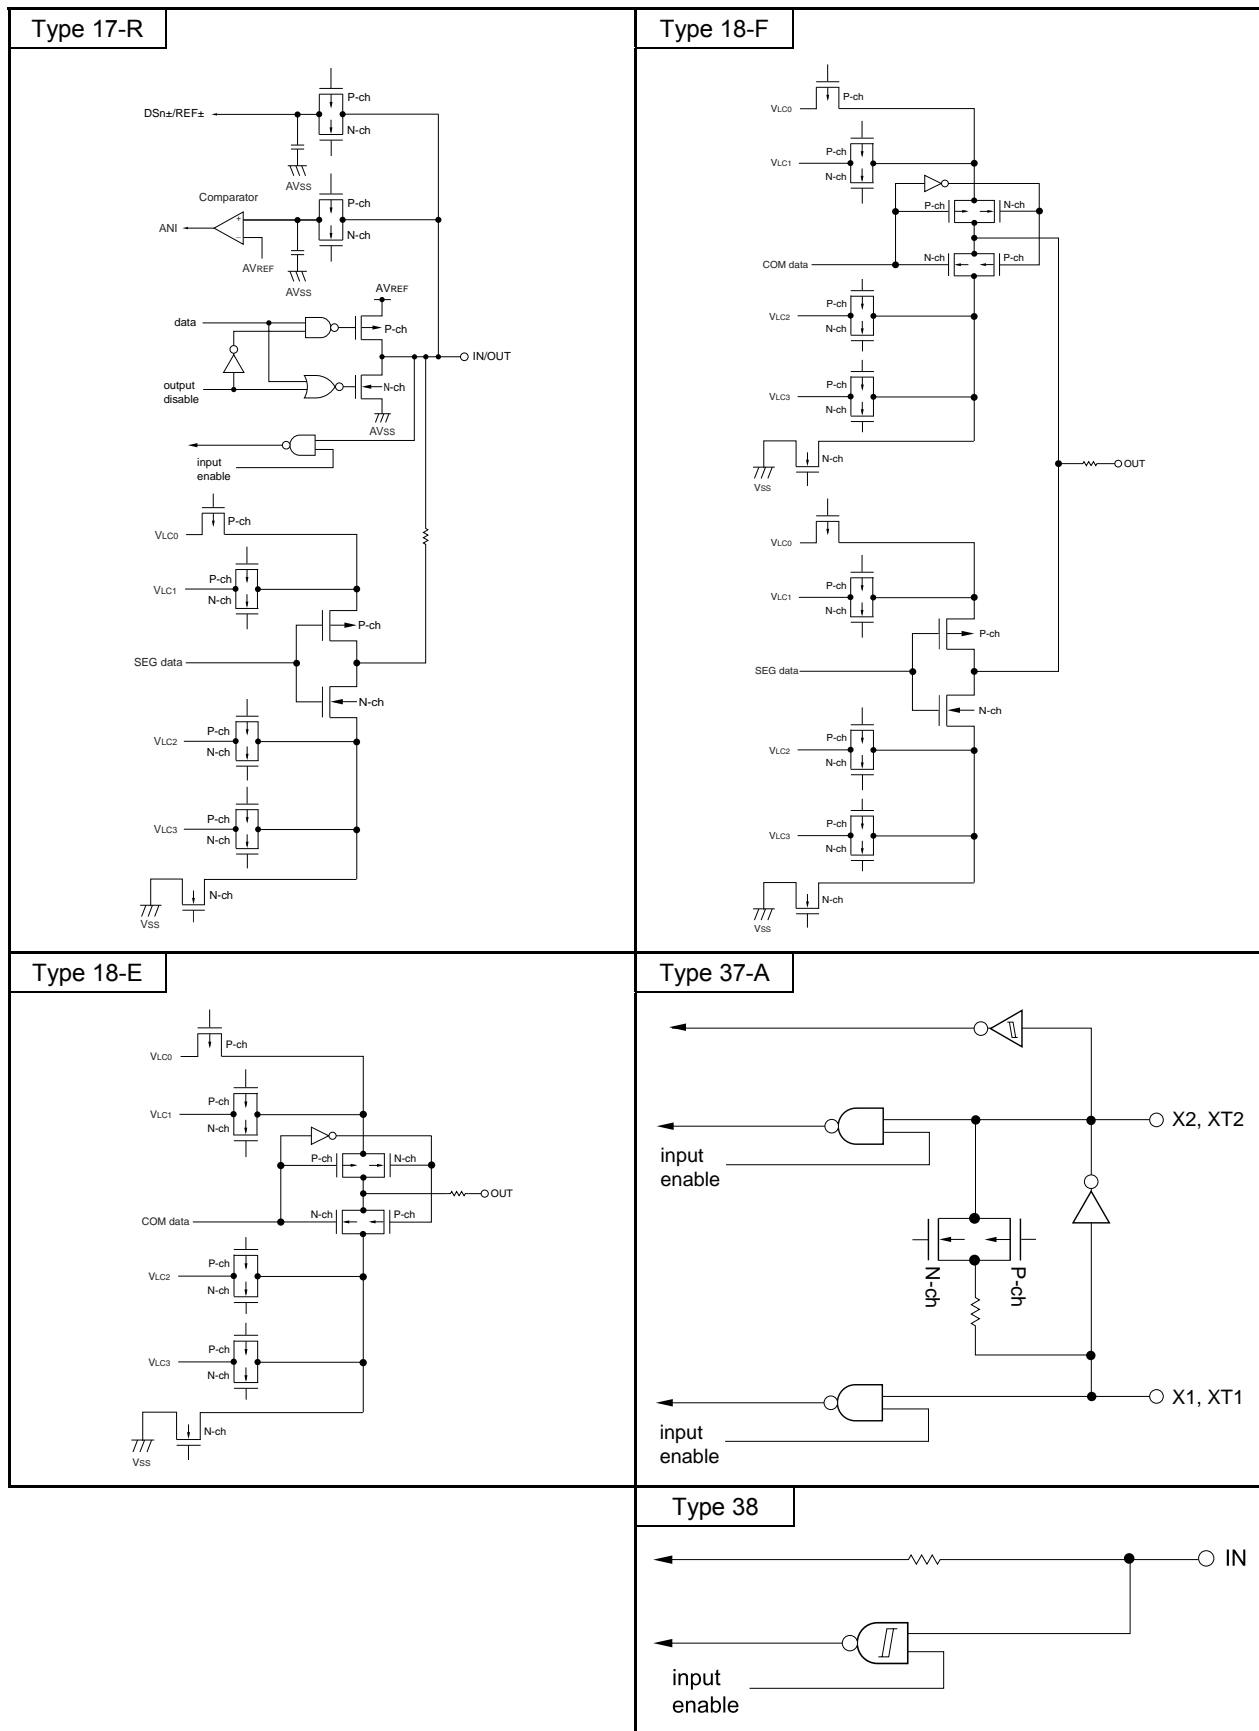 Type 17-R
P-ch
DSn±/REF±
N-ch
AVSS
Comparator
P-ch
+
ANI
–
N-ch
AVREF
AVSS
AVREF
data
P-ch
IN/OUT
output
disable
N-ch
AVSS
input
enable
P-ch
VLC0
P-ch
VLC1
N-ch
P-ch
SEG data
N-ch
P-ch
VLC2
N-ch
P-ch
VLC3
N-ch
N-ch
VSS
Type 18-F
P-ch
VLC0
P-ch
VLC1
N-ch
P-ch
N-ch
N-ch
P-ch
COM data
P-ch
VLC2
N-ch
P-ch
VLC3
N-ch
N-ch
OUT
VSS
VLC0
P-ch
VLC1
N-ch
P-ch
SEG data
N-ch
P-ch
VLC2
N-ch
P-ch
VLC3
N-ch
N-ch
VSS
Type 18-E
P-ch
VLC0
P-ch
VLC1
N-ch
P-ch
N-ch
OUT
N-ch
P-ch
COM data
P-ch
VLC2
N-ch
P-ch
VLC3
N-ch
N-ch
VSS
Type 37-A
X2, XT2
input
enable
N-ch
P-ch
X1, XT1
input
enable
Type 38
IN
input
enable